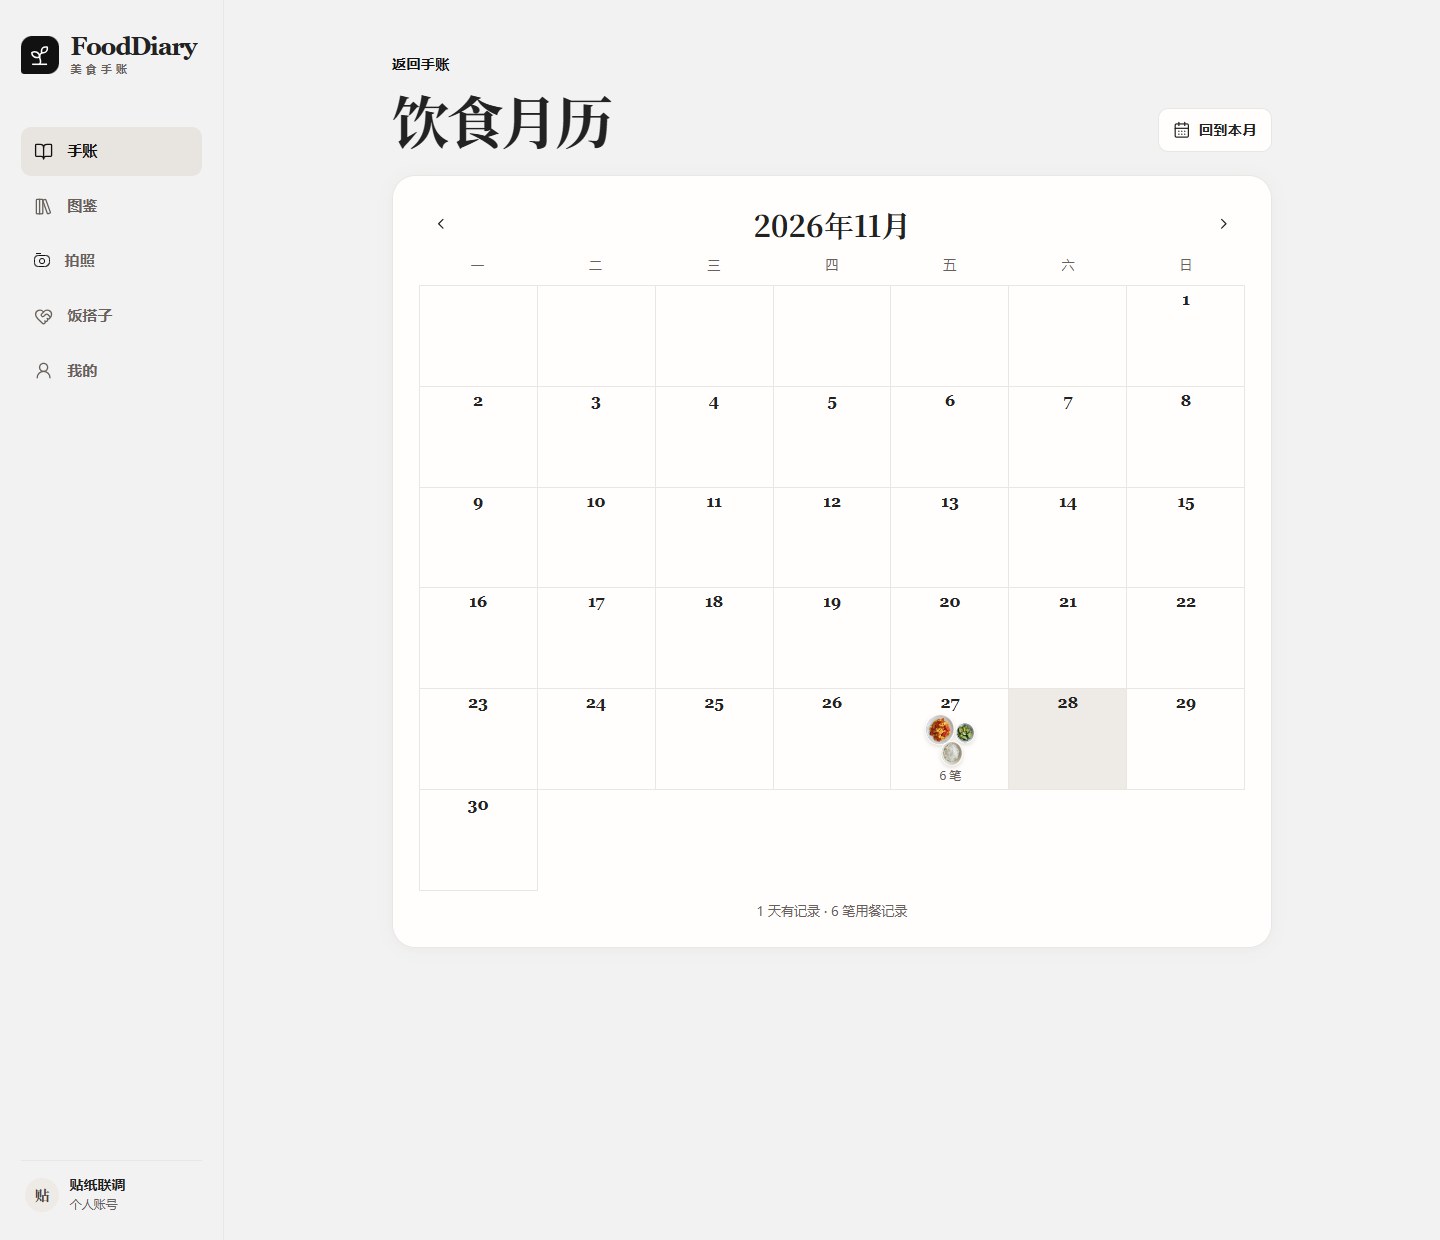 FoodDiary
美食手账
手账
图鉴
拍照
饭搭子
我的
贴
贴纸联调
个人账号
返回手账
饮食月历
回到本月
2026年11月
一 二 三 四 五 六 日
1
2 3 4 5 6 7 8
9 10 11 12 13 14 15
16 17 18 19 20 21 22
23 24 25 26 27 28 29
6 笔
30
1 天有记录 · 6 笔用餐记录